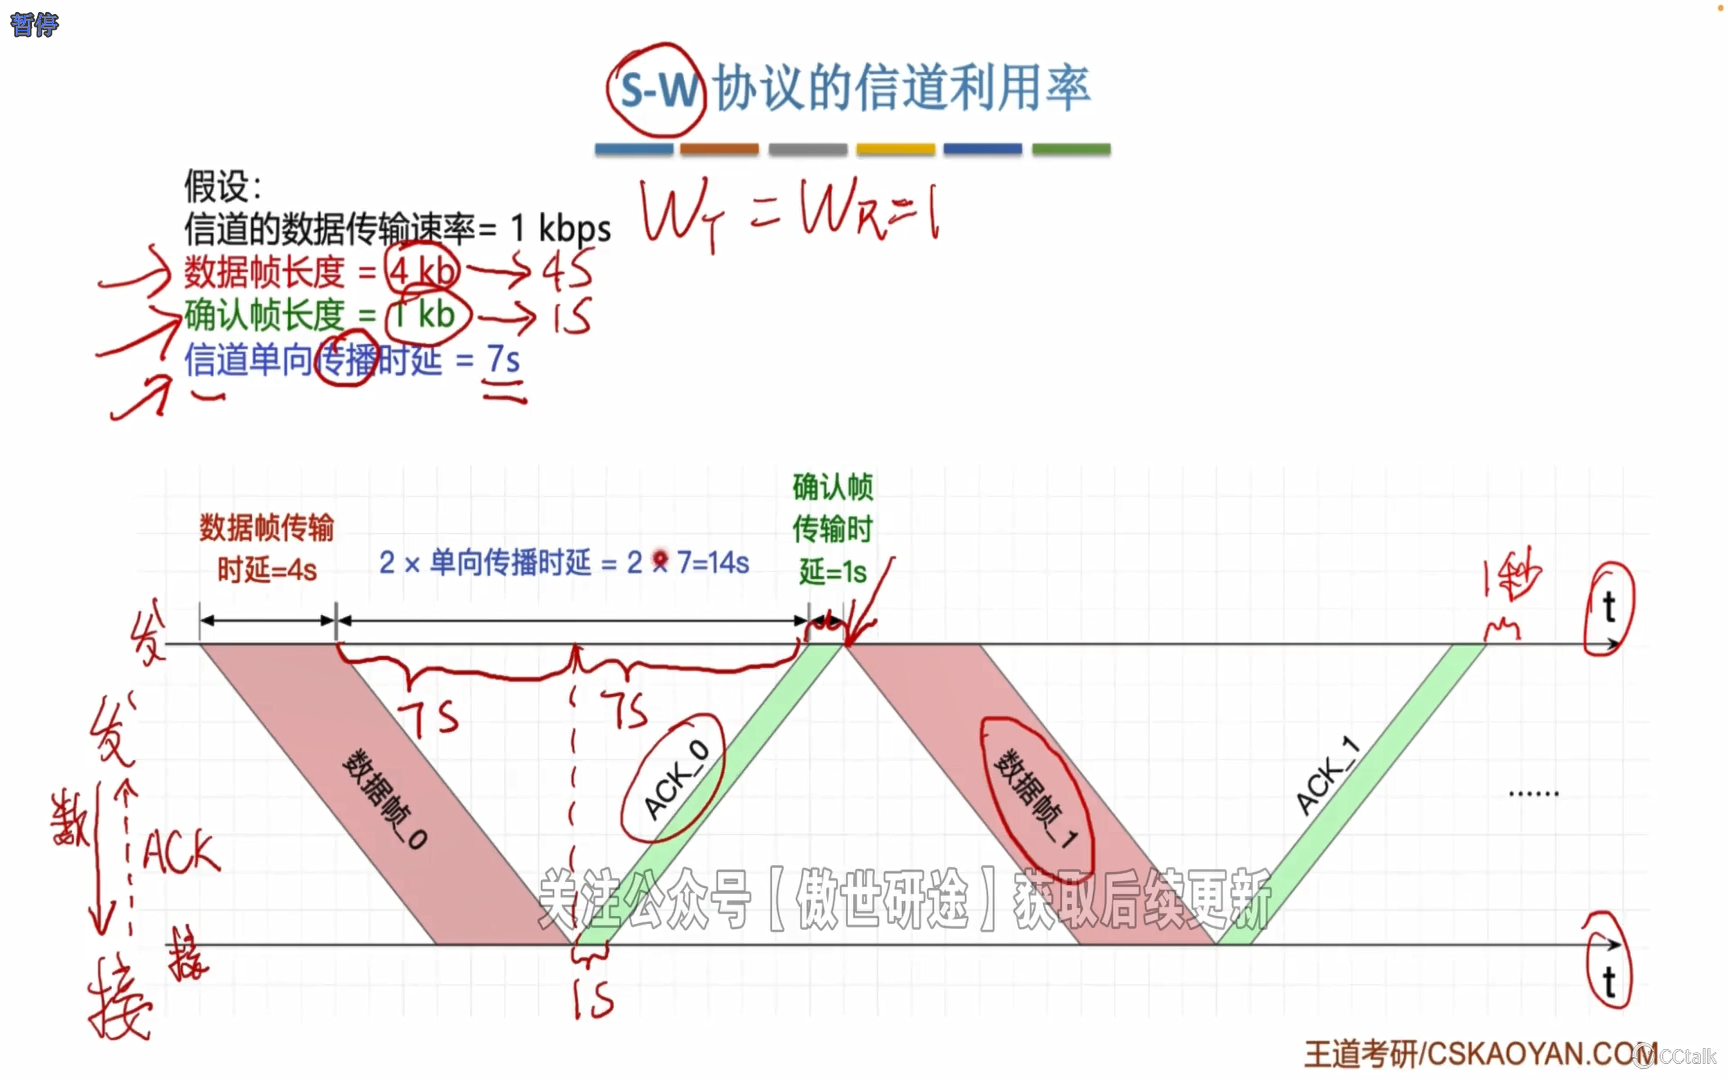 暂停
S-W 协议的信道利用率
假设：
信道的数据传输速率= 1 kbps
W_T = W_R = 1
数据帧长度 = 4 kb → 4S
确认帧长度 = 1 kb → 1S
信道单向传播时延 = 7s
确认帧
传输时
延=1s
数据帧传输
时延=4s
2 × 单向传播时延 = 2 × 7=14s
1秒
t
发
7S
7S
发
数据帧_0
ACK_0
数据帧_1
ACK_1
……
数
ACK
关注公众号【傲世研途】获取后续更新
接
接
1S
t
王道考研/CSKAOYAN.COM
CCtalk